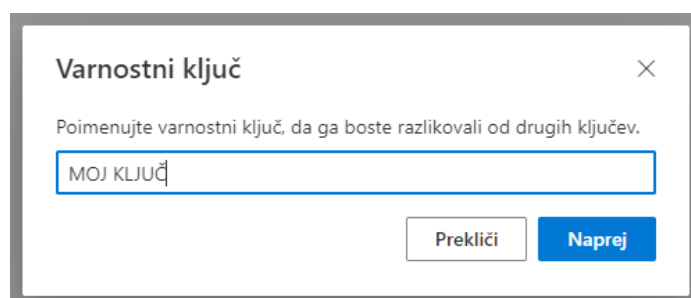 Varnostni ključ
Poimenujte varnostni ključ, da ga boste razlikovali od drugih ključev.
MOJ KLJUČ
Prekliči Naprej